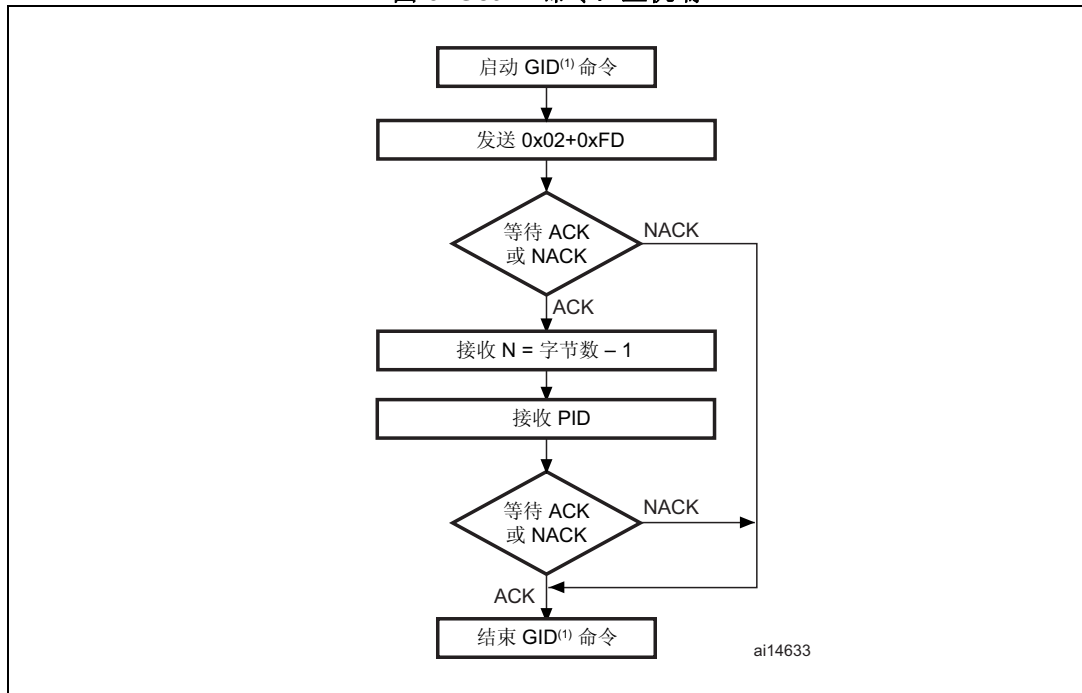 启动 GID(1) 命令
发送 0x02+0xFD
等待 ACK
或 NACK
NACK
ACK
接收 N = 字节数 – 1
接收 PID
等待 ACK
或 NACK
NACK
ACK
结束 GID(1) 命令
ai14633